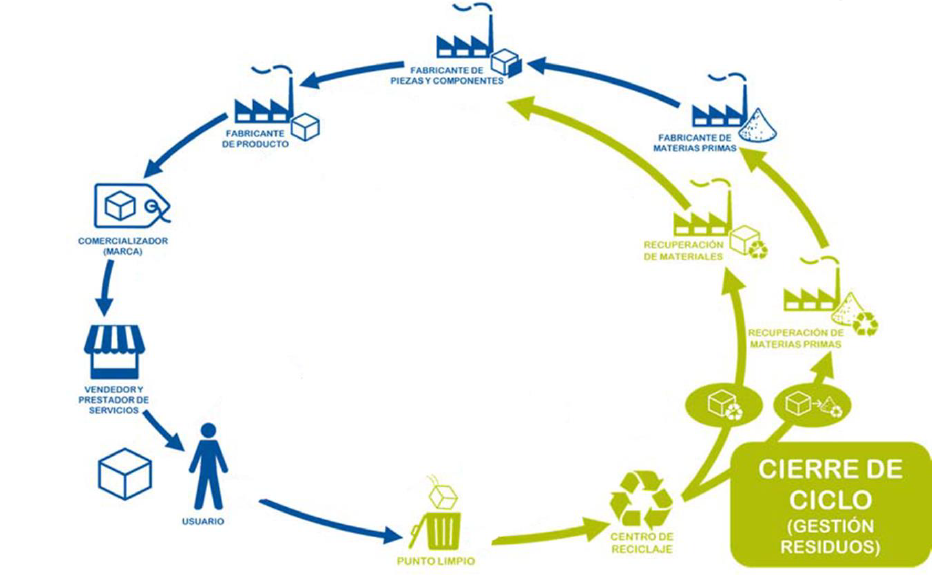 FABRICANTE DE
PIEZAS Y COMPONENTES
FABRICANTE
DE PRODUCTO
FABRICANTE DE
MATERIAS PRIMAS
COMERCIALIZADOR
(MARCA)
RECUPERACIÓN
DE MATERIALES
RECUPERACIÓN DE
MATERIAS PRIMAS
VENDEDOR Y
PRESTADOR DE
SERVICIOS
USUARIO
PUNTO LIMPIO
CENTRO DE
RECICLAJE
CIERRE DE
CICLO
(GESTIÓN
RESIDUOS)